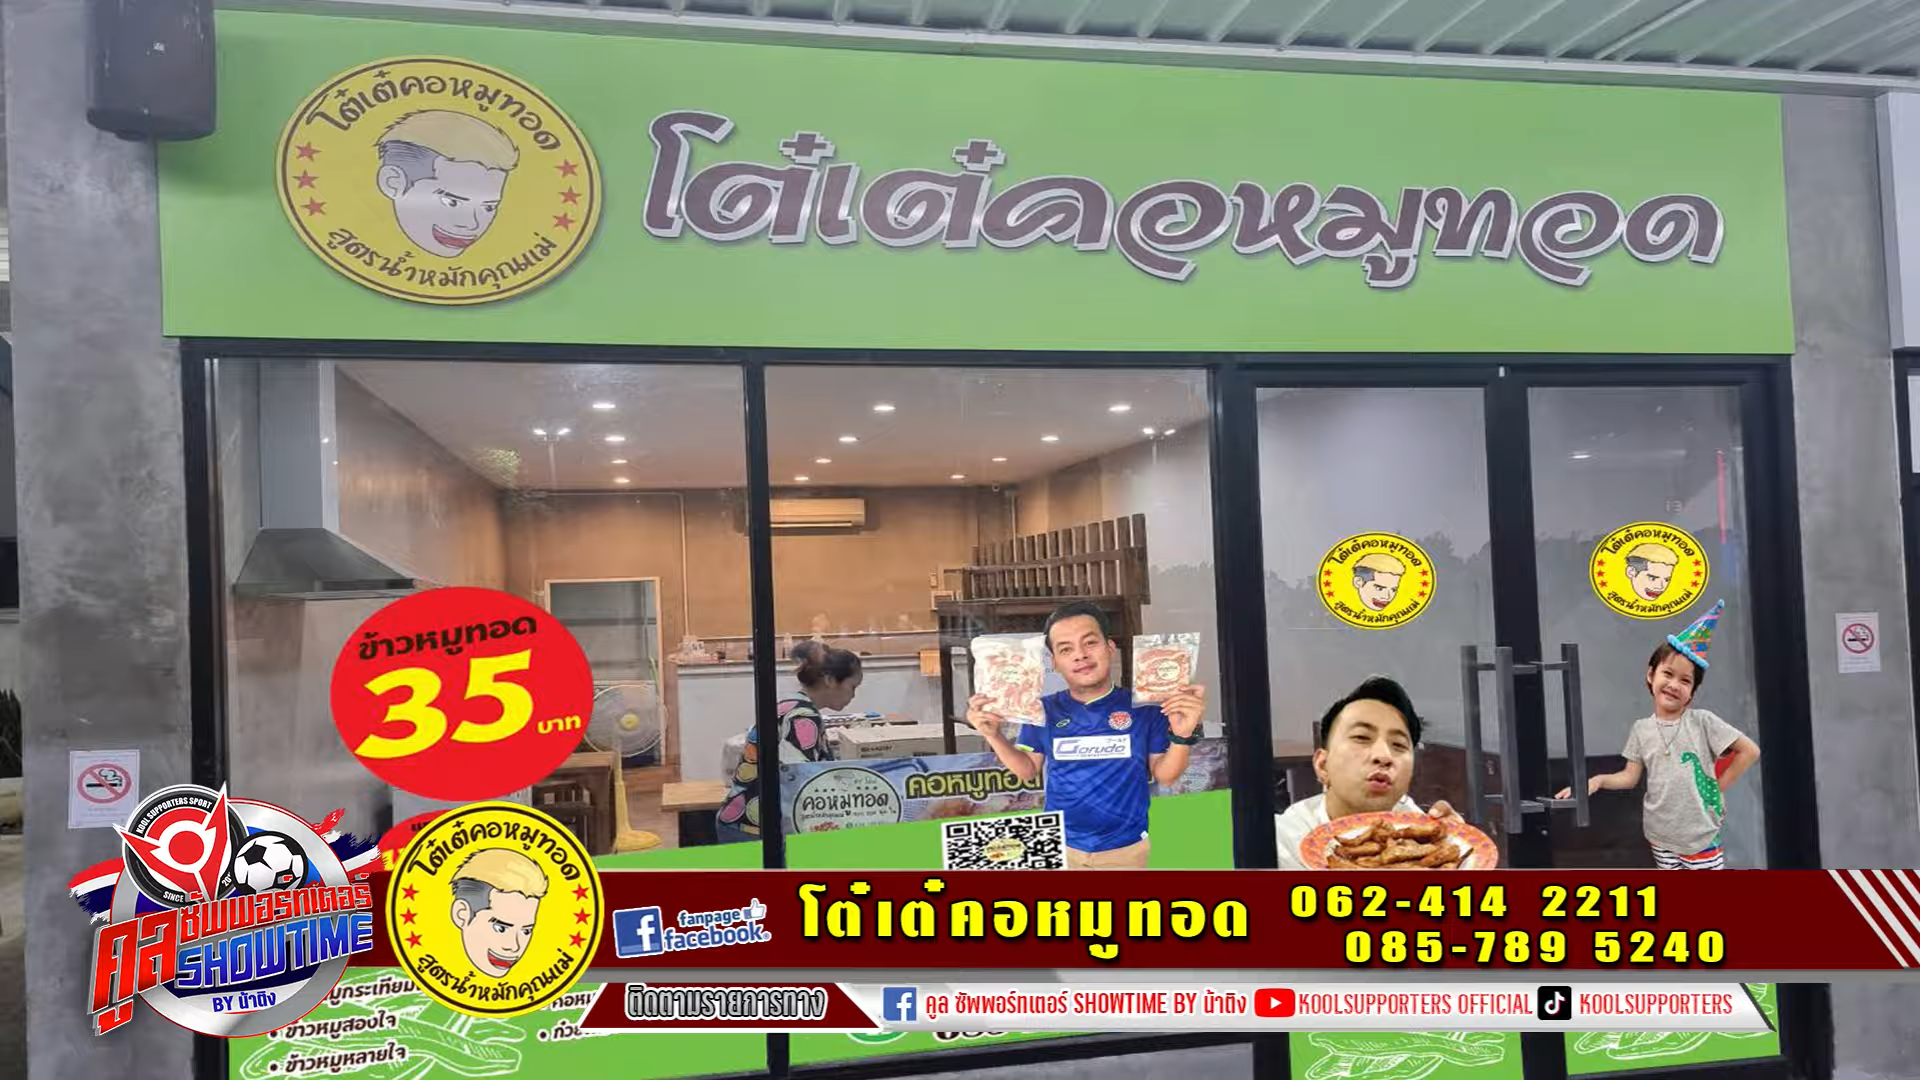 โต๋เต๋คอหมูทอด
สูตรน้ำหมักคุณแม่
โต๋เต๋คอหมูทอด
โต๋เต๋คอหมูทอด
สูตรน้ำหมักคุณแม่
โต๋เต๋คอหมูทอด
สูตรน้ำหมักคุณแม่
ข้าวหมูทอด
35
บาท
Garuda
คอหมูทอด
คอหมูทอด
KOOL SUPPORTERS SPORT
SINCE
คูลซัพพอร์ทเตอร์
SHOWTIME
BY น้าติง
โต๋เต๋คอหมูทอด
สูตรน้ำหมักคุณแม่
fanpage
facebook
โต๋เต๋คอหมูทอด
062-414 2211
085-789 5240
ติดตามรายการทาง
คูล ซัพพอร์ทเตอร์ SHOWTIME BY น้าติง
KOOLSUPPORTERS OFFICIAL
KOOLSUPPORTERS
• ข้าวหมูสองใจ
• ข้าวหมูหลายใจ